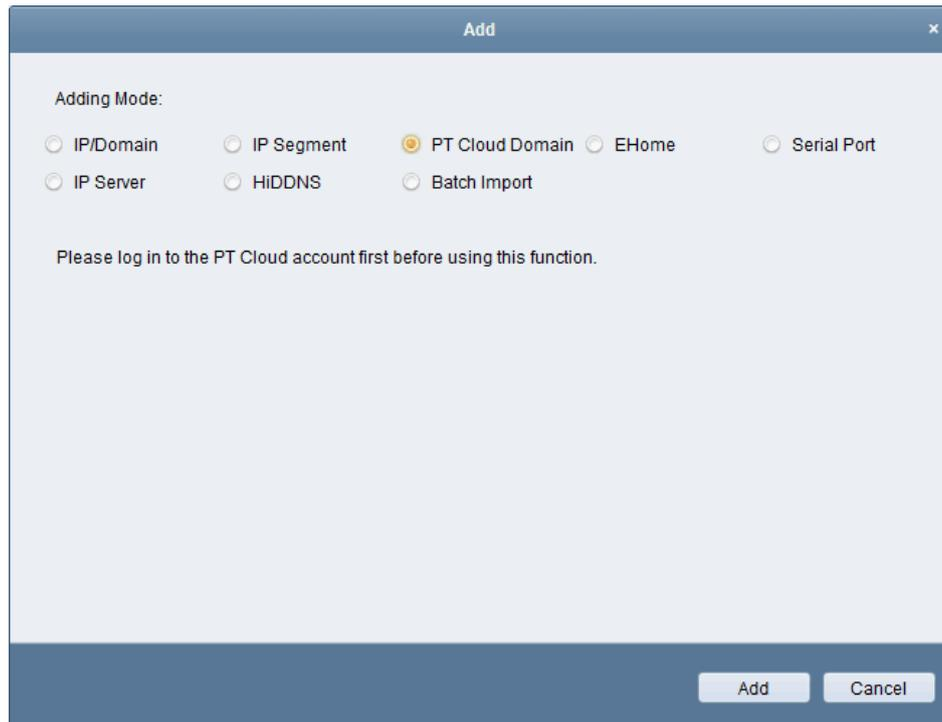 Add ×
Adding Mode:
IP/Domain IP Segment PT Cloud Domain EHome Serial Port
IP Server HiDDNS Batch Import
Please log in to the PT Cloud account first before using this function.
Add Cancel